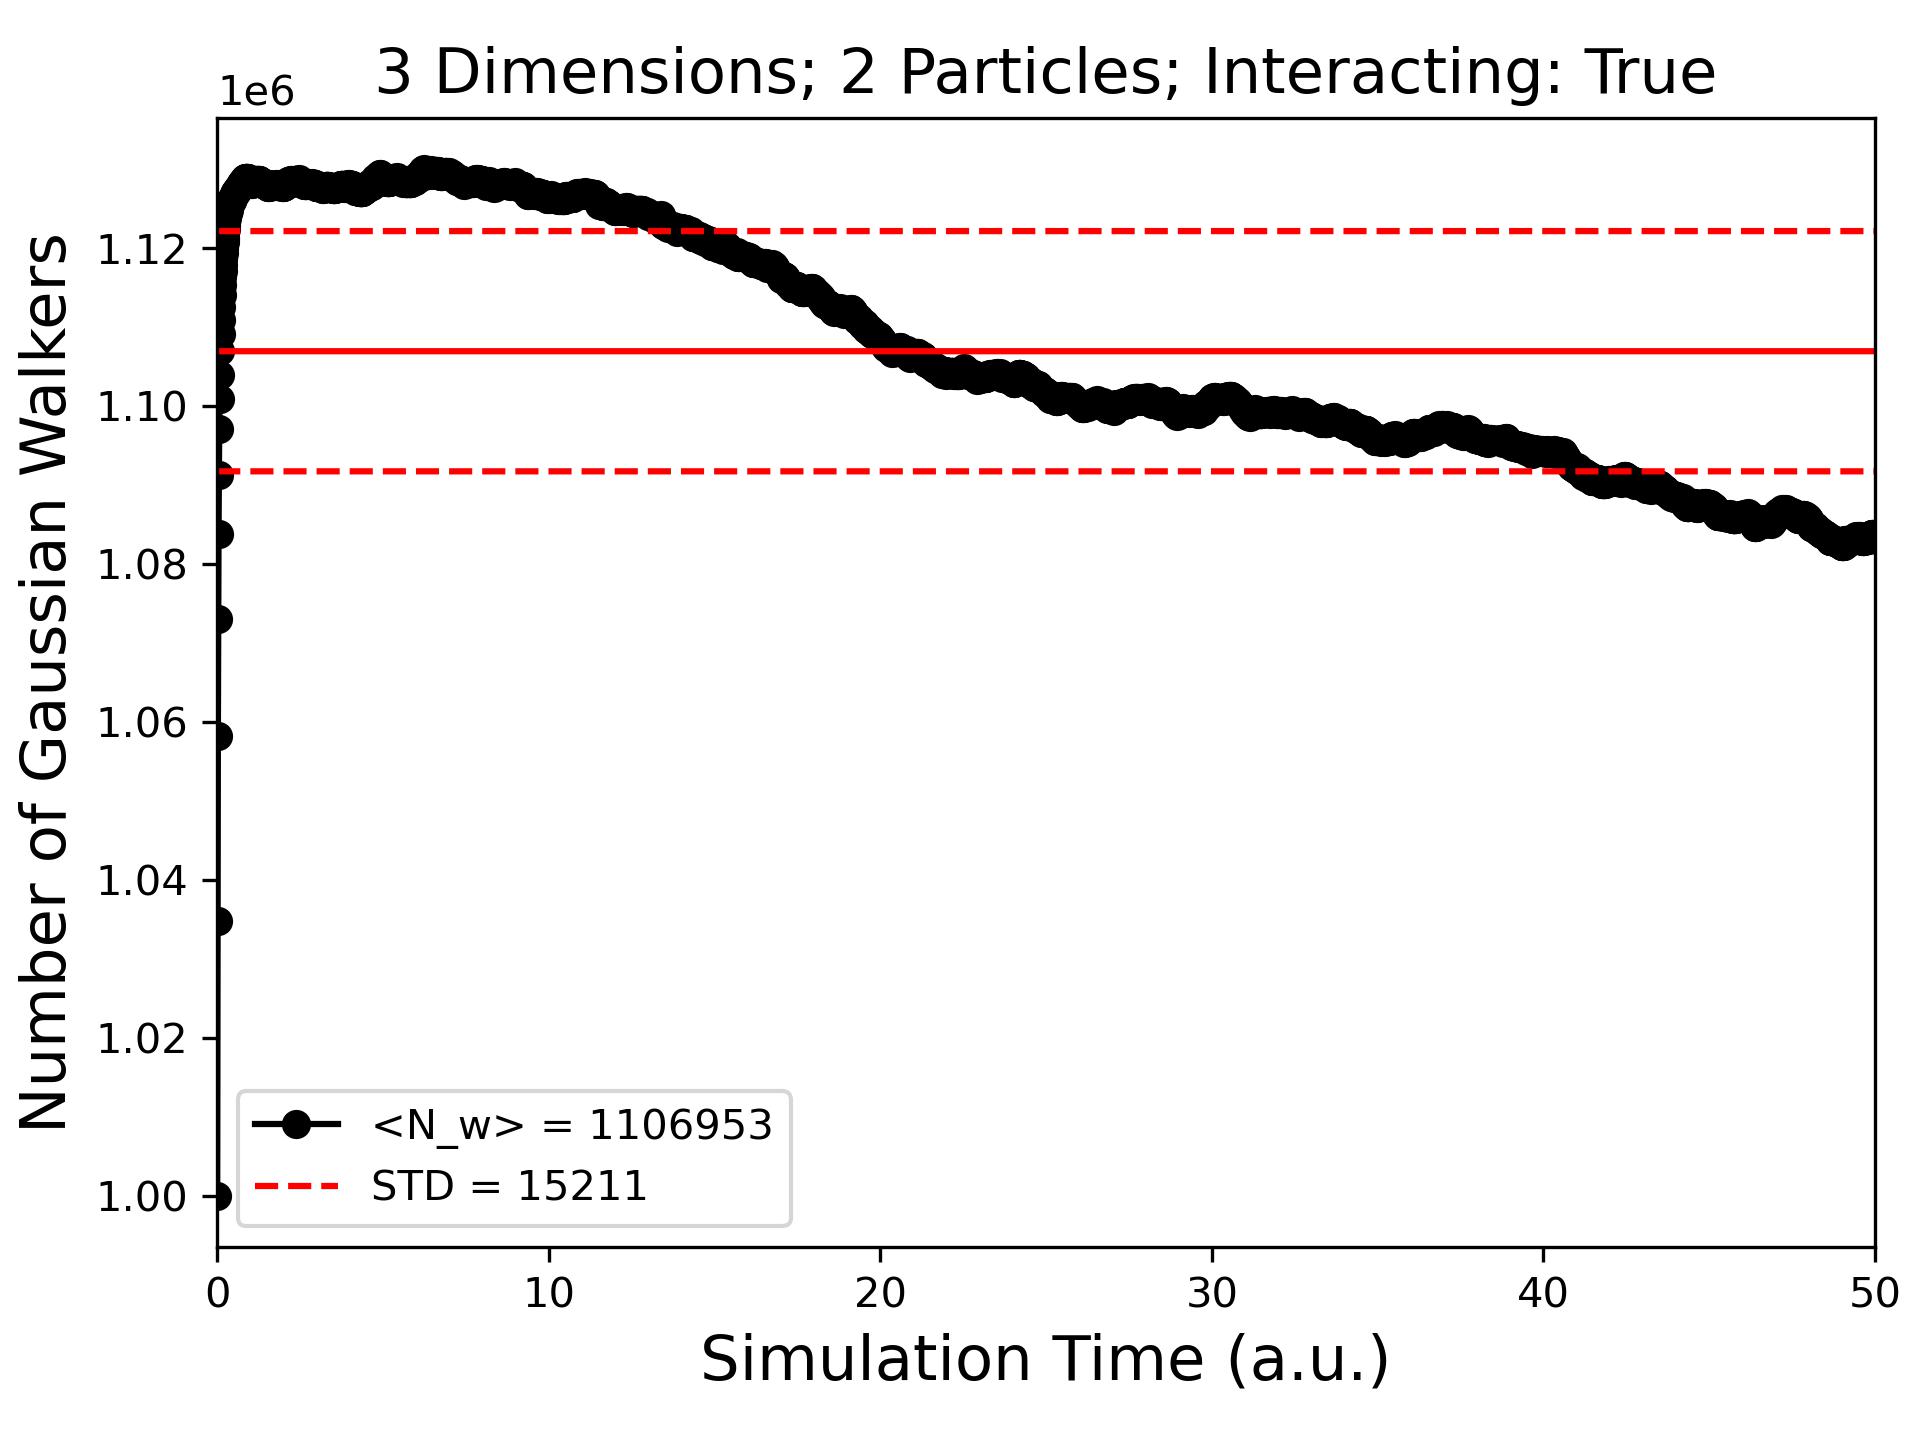 3 Dimensions; 2 Particles; Interacting: True
1e6
Number of Gaussian Walkers
1.12
1.10
1.08
1.06
1.04
1.02
1.00
<N_w> = 1106953
STD = 15211
0 10 20 30 40 50
Simulation Time (a.u.)